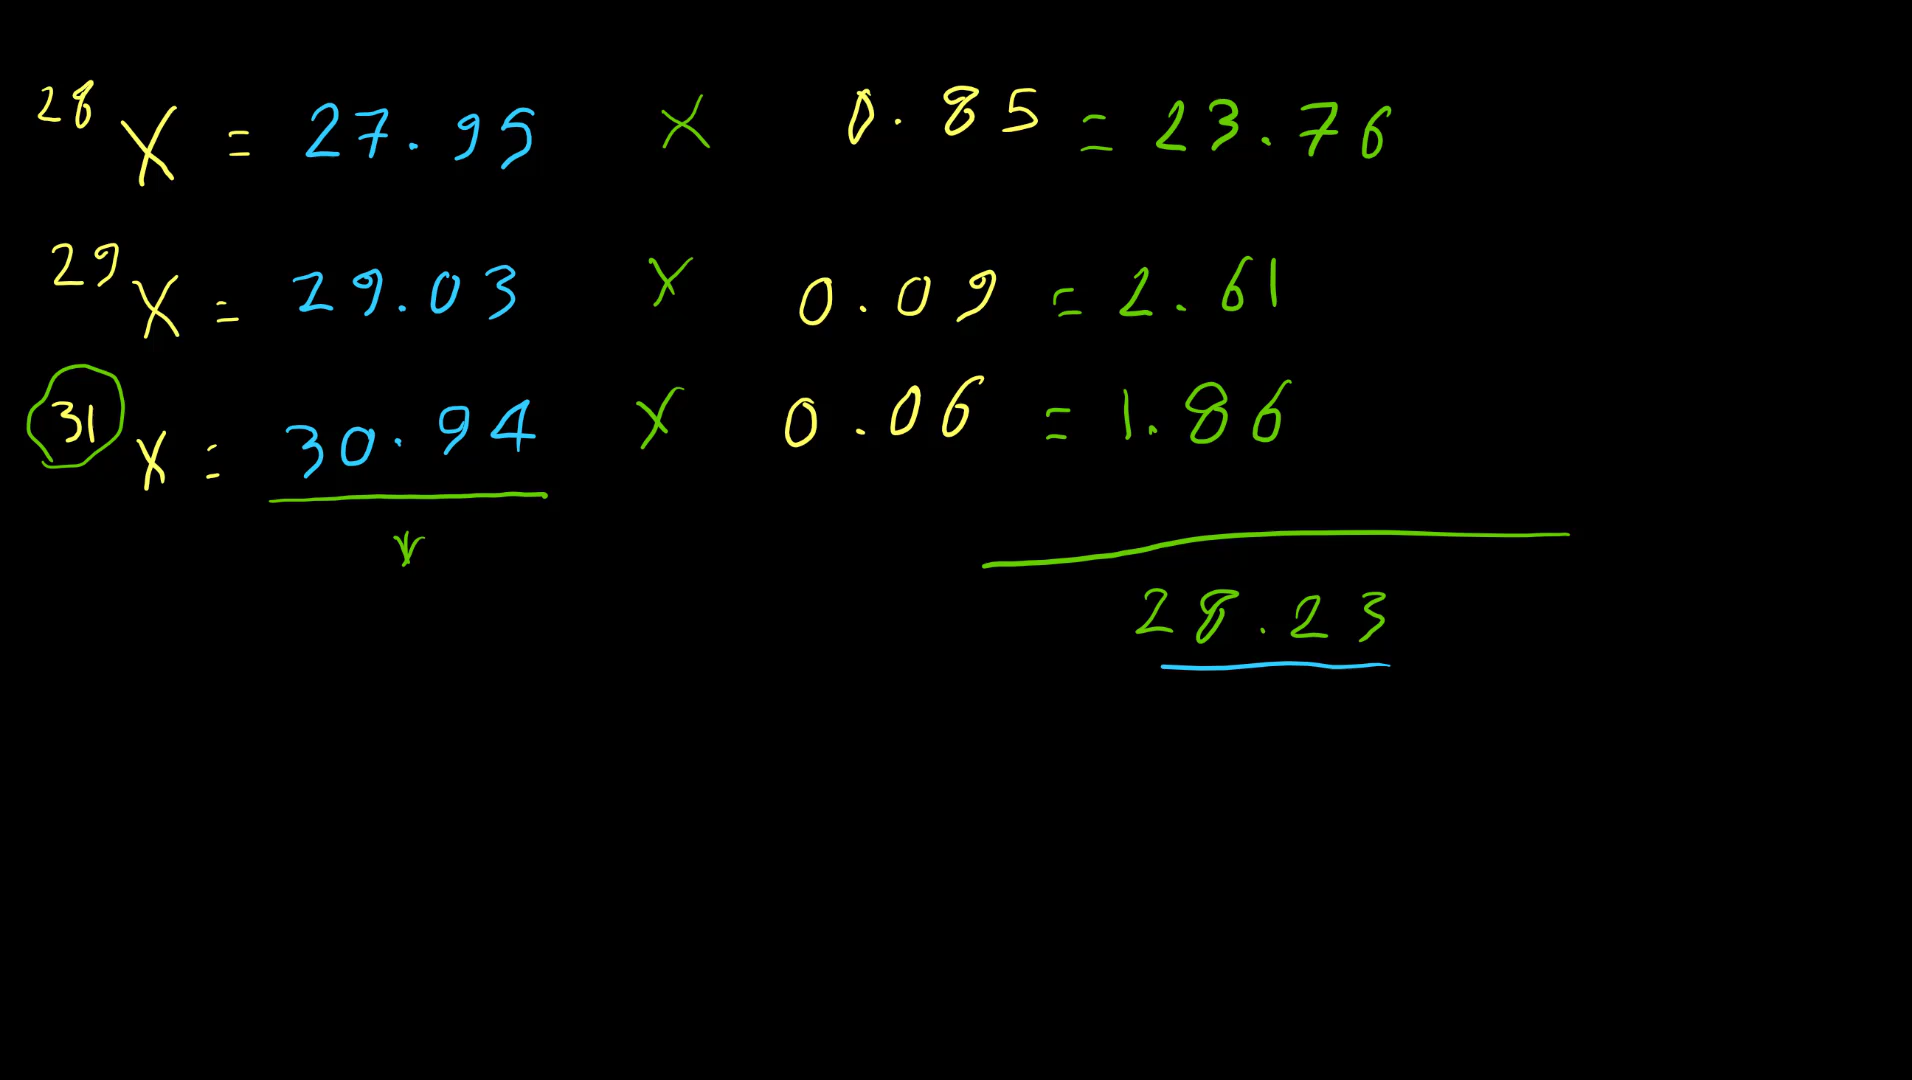 ²⁸X = 27.95 × 0.85 = 23.76
²⁹X = 29.03 × 0.09 = 2.61
³¹X = 30.94 × 0.06 = 1.86
28.23